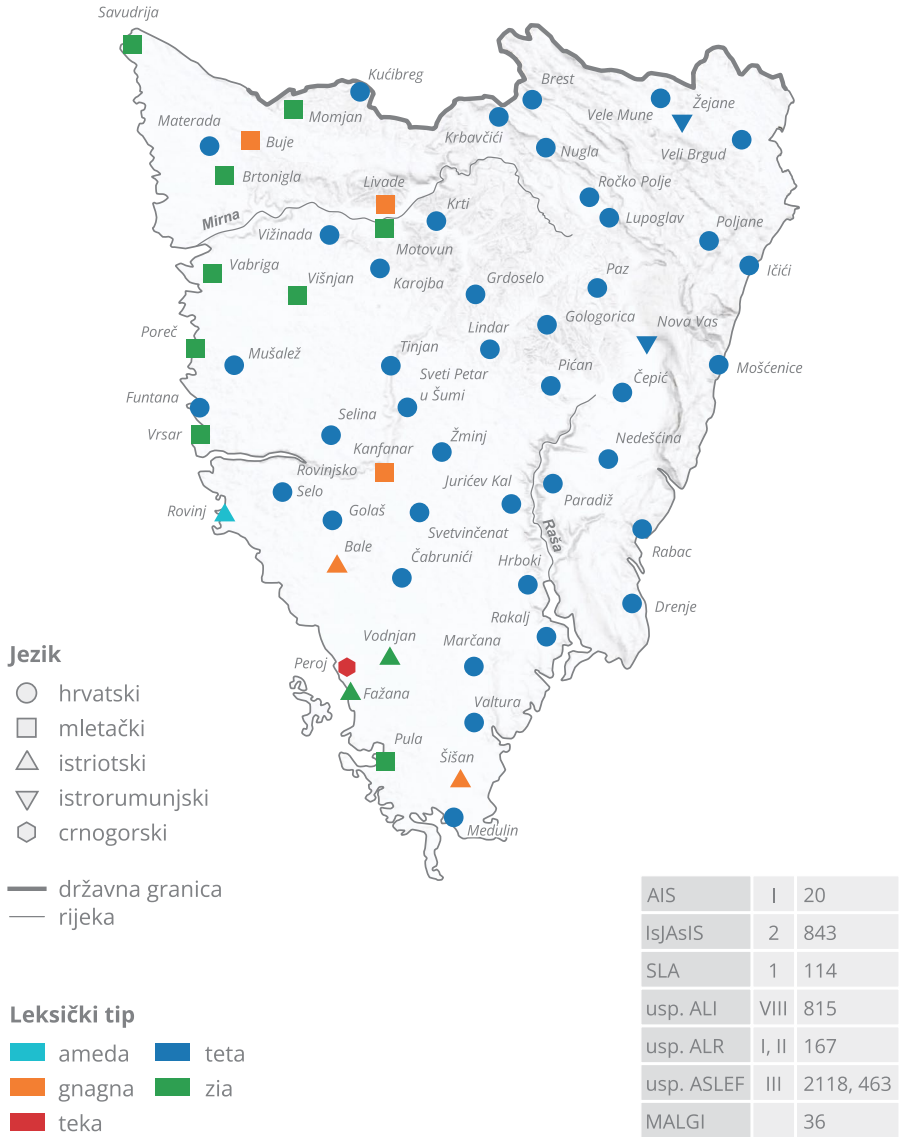 Savudrija
Kućibreg
Brest
Momjan
Vele Mune
Žejane
Materada
Buje
Krbavčići
Nugla
Veli Brgud
Brtonigla
Livade
Ročko Polje
Mirna
Krti
Lupoglav
Poljane
Vižinada
Motovun
Vabriga
Višnjan
Karojba
Grdoselo
Paz
Ičići
Poreč
Lindar
Gologorica
Nova Vas
Mušalež
Tinjan
Sveti Petar
u Šumi
Pićan
Čepić
Mošćenice
Funtana
Vrsar
Selina
Kanfanar
Žminj
Nedešćina
Rovinjsko
Selo
Jurićev Kal
Paradiž
Rovinj
Golaš
Svetvinčenat
Raša
Bale
Čabrunići
Hrboki
Rabac
Drenje
Rakalj
Vodnjan
Marčana
Peroj
Fažana
Valtura
Pula
Šišan
Medulin
Jezik
hrvatski
mletački
istriotski
istrorumunjski
crnogorski
državna granica
rijeka
Leksički tip
ameda teta
gnagna zia
teka
AIS I 20
IsJAsIS 2 843
SLA 1 114
usp. ALI VIII 815
usp. ALR I, II 167
usp. ASLEF III 2118, 463
MALGI 36